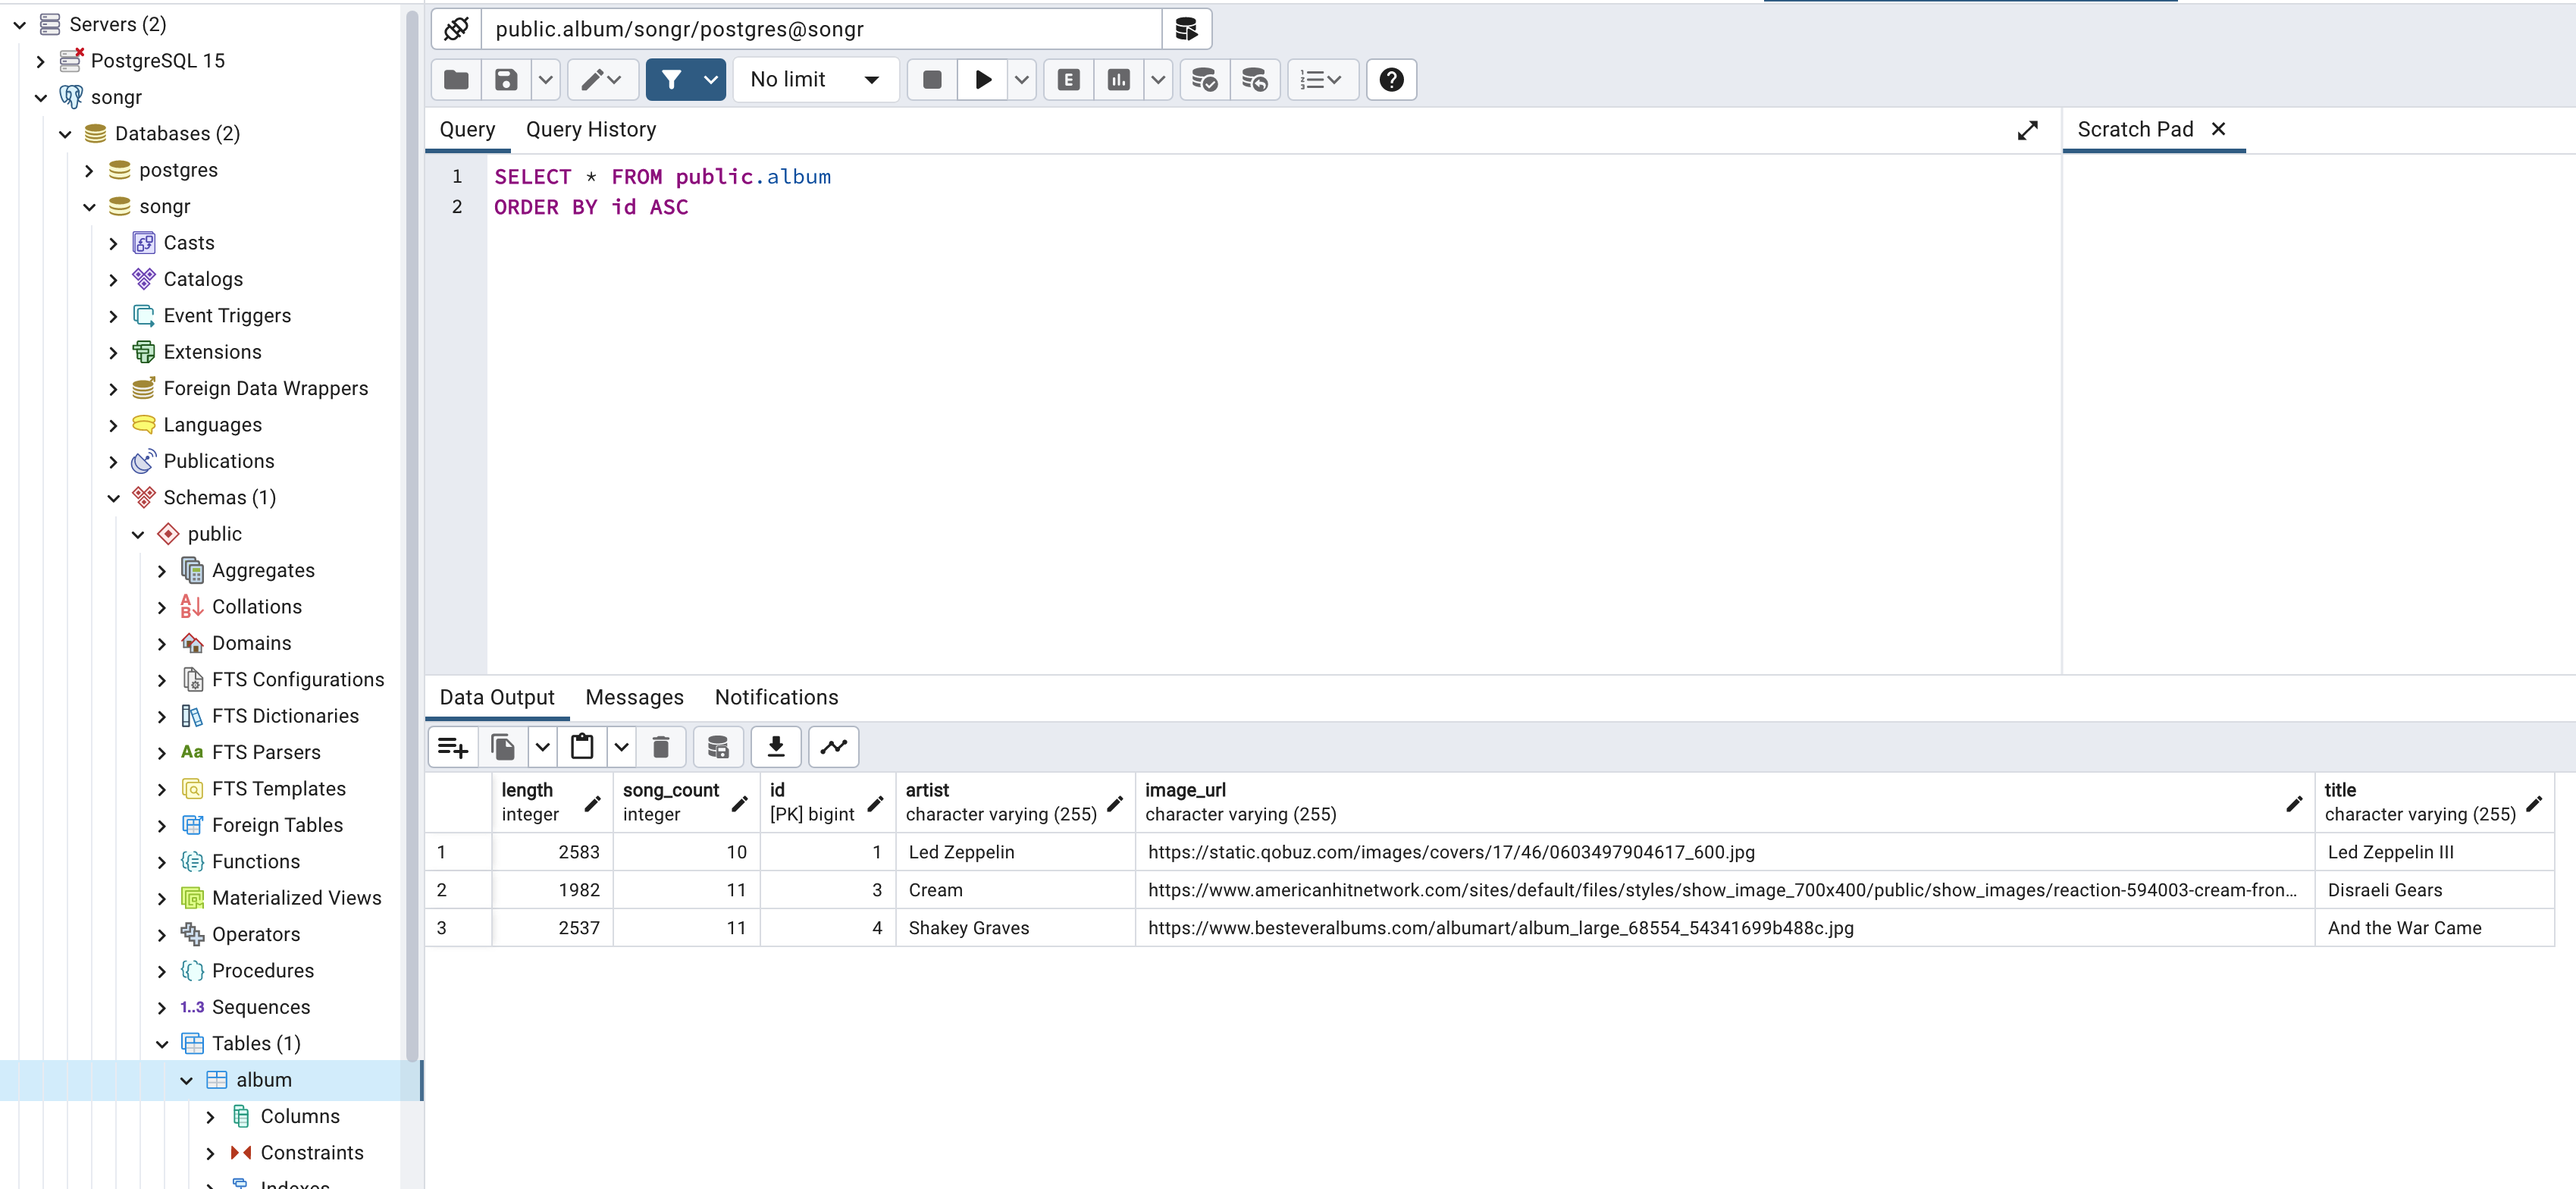 Servers (2)
PostgreSQL 15
songr
Databases (2)
postgres
songr
Casts
Catalogs
Event Triggers
Extensions
Foreign Data Wrappers
Languages
Publications
Schemas (1)
public
Aggregates
Collations
Domains
FTS Configurations
FTS Dictionaries
Aa FTS Parsers
FTS Templates
Foreign Tables
Functions
Materialized Views
Operators
Procedures
1..3 Sequences
Tables (1)
album
Columns
Constraints
Indexes
public.album/songr/postgres@songr
No limit
E
Query Query History
Scratch Pad
1 SELECT * FROM public.album
2 ORDER BY id ASC
Data Output Messages Notifications
length song_count id artist image_url title
integer integer [PK] bigint character varying (255) character varying (255) character varying (255)
1 2583 10 1 Led Zeppelin https://static.qobuz.com/images/covers/17/46/0603497904617_600.jpg Led Zeppelin III
2 1982 11 3 Cream https://www.americanhitnetwork.com/sites/default/files/styles/show_image_700x400/public/show_images/reaction-594003-cream-fron... Disraeli Gears
3 2537 11 4 Shakey Graves https://www.besteveralbums.com/albumart/album_large_68554_54341699b488c.jpg And the War Came